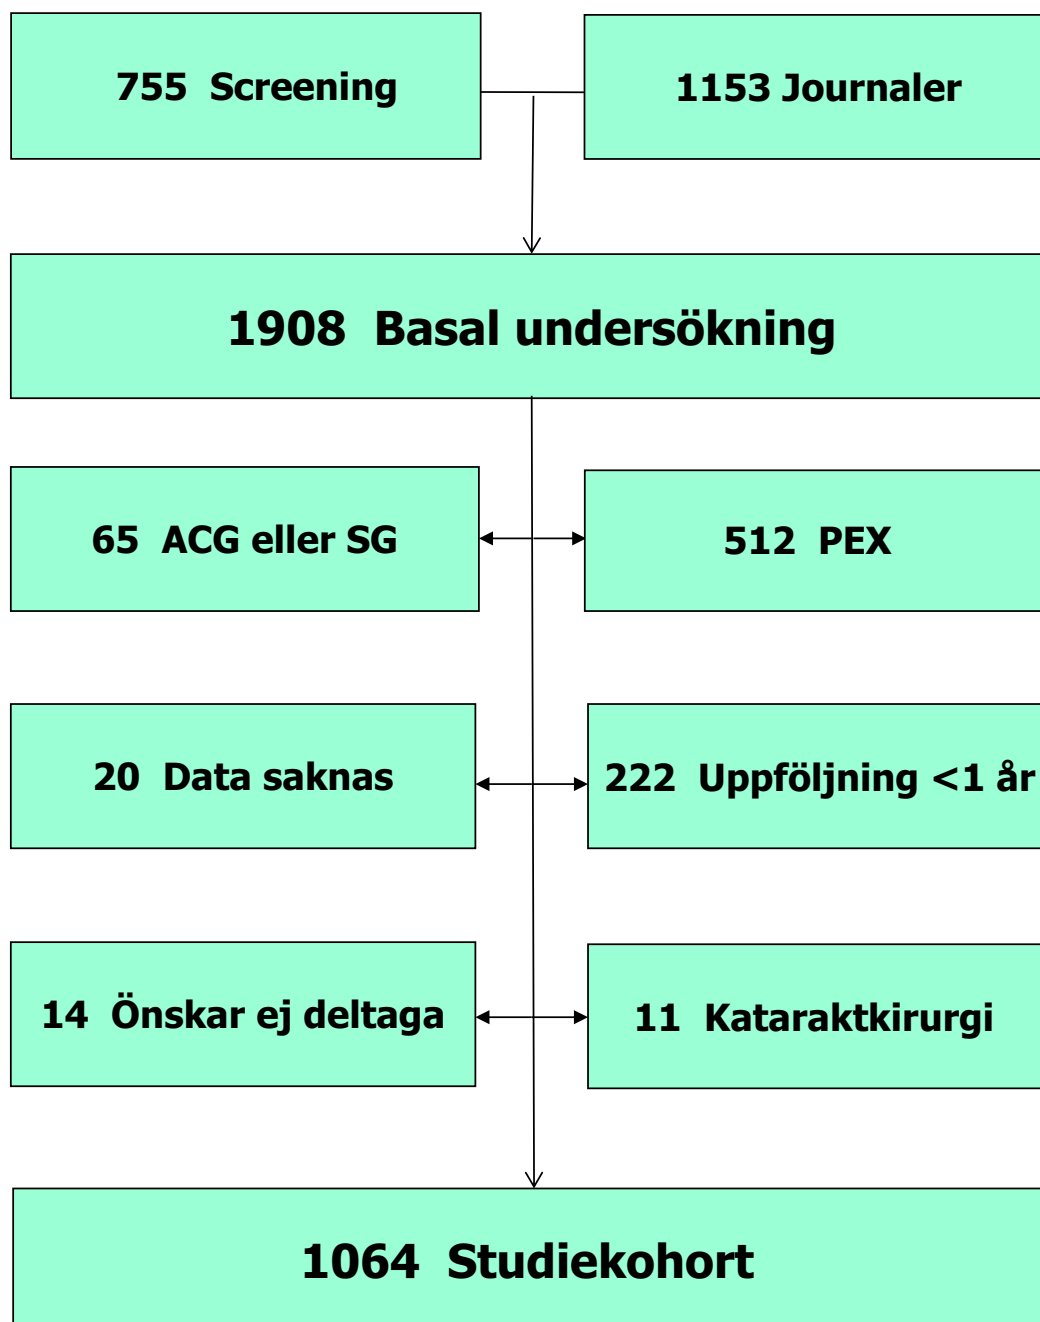 755 Screening
1153 Journaler
1908 Basal undersökning
65 ACG eller SG
512 PEX
20 Data saknas
222 Uppföljning <1 år
14 Önskar ej deltaga
11 Kataraktkirurgi
1064 Studiekohort